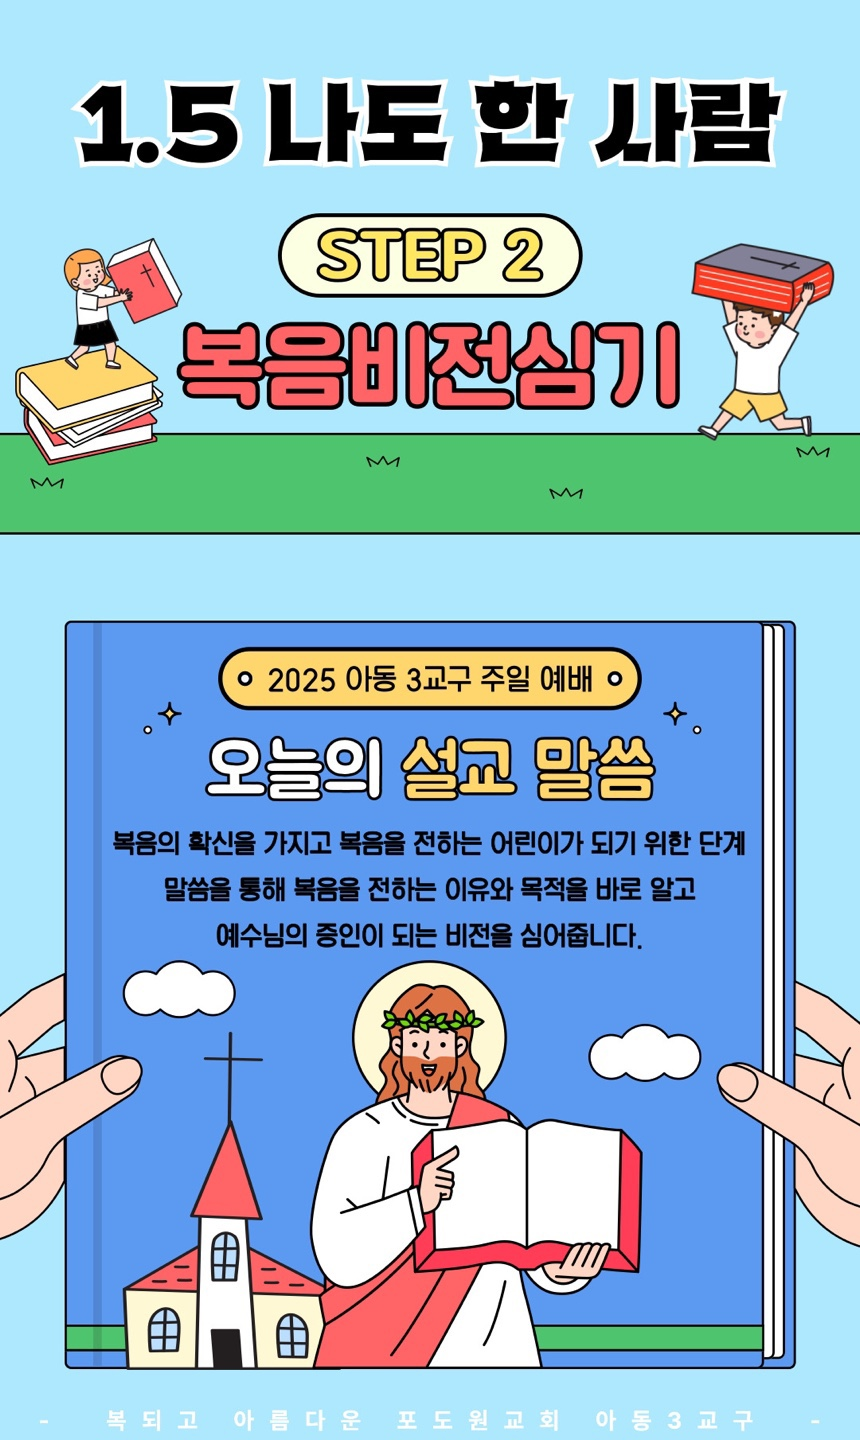 1.5 나도 한 사람
STEP 2
복음비전심기
2025 아동 3교구 주일 예배
오늘의 설교 말씀
복음의 확신을 가지고 복음을 전하는 어린이가 되기 위한 단계
말씀을 통해 복음을 전하는 이유와 목적을 바로 알고
예수님의 증인이 되는 비전을 심어줍니다.
- 복되고 아름다운 포도원교회 아동3교구 -